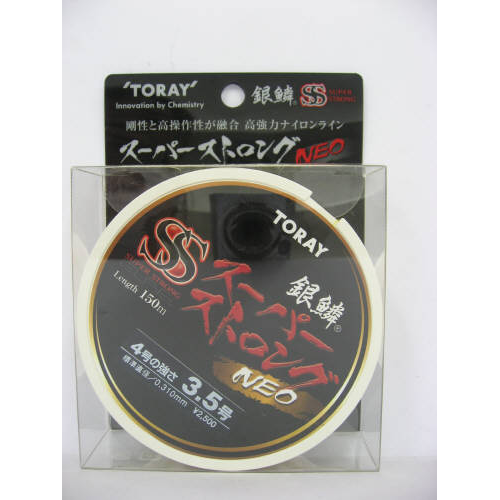 'TORAY'
Innovation by Chemistry
銀鱗® SS SUPER STRONG
剛性と高操作性が融合 高強力ナイロンライン
スーパーストロング NEO
TORAY
銀鱗®
SS
SUPER STRONG
Length 150m
スーパー
ストロング
NEO
4号の強さ 3.5号
標準直径/0.310mm ¥2,500